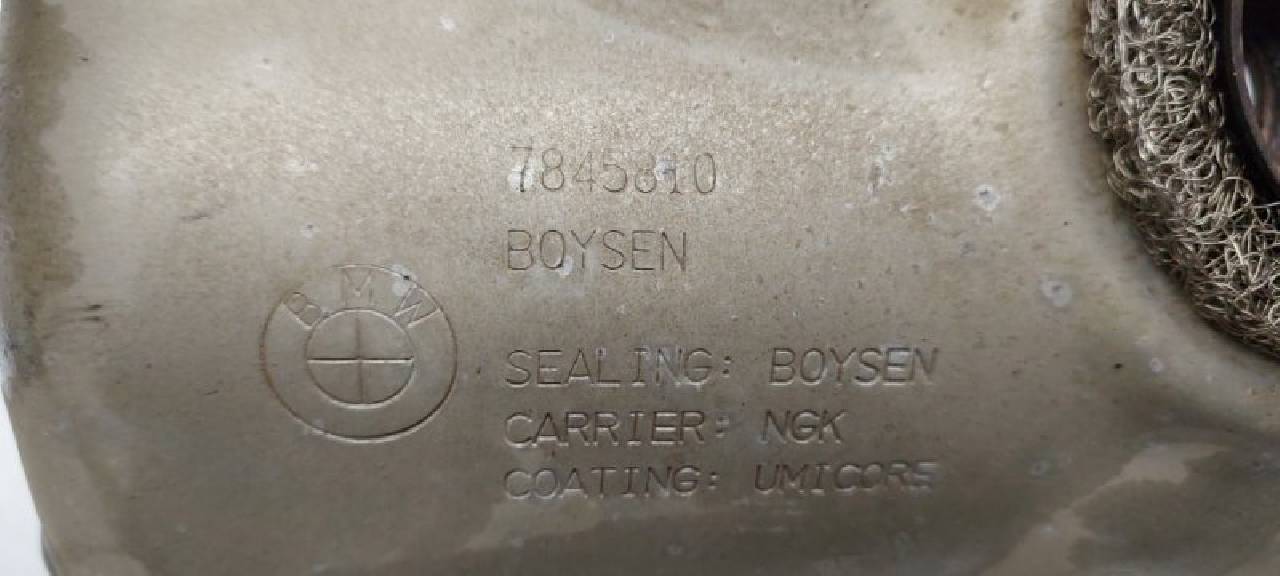 7845810
BOYSEN
BMW
SEALING: BOYSEN
CARRIER: NGK
COATING: UMICORE